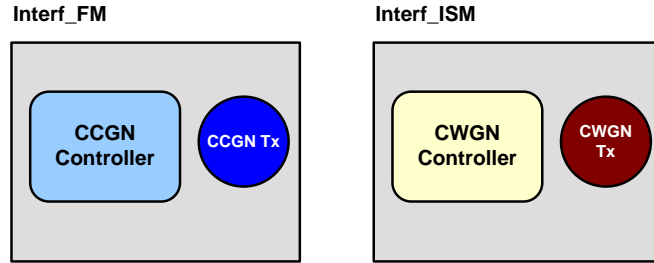 Interf_FM
Interf_ISM
CCGN
Controller
CCGN Tx
CWGN
Controller
CWGN
Tx